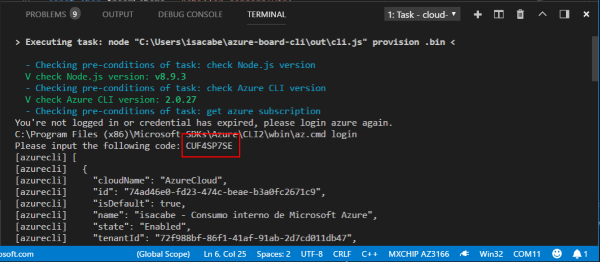 PROBLEMS 9 OUTPUT DEBUG CONSOLE TERMINAL 1: Task - cloud-
> Executing task: node "C:\Users\isacabe\azure-board-cli\out\cli.js" provision .bin <
- Checking pre-conditions of task: check Node.js version
V check Node.js version: v8.9.3
- Checking pre-conditions of task: check Azure CLI version
V check Azure CLI version: 2.0.27
- Checking pre-conditions of task: get azure subscription
You're not logged in or credential has expired, please login azure again.
C:\Program Files (x86)\Microsoft SDKs\Azure\CLI2\wbin\az.cmd login
Please input the following code: CUF4SP7SE
[azurecli] [
[azurecli] {
[azurecli] "cloudName": "AzureCloud",
[azurecli] "id": "74ad46e0-fd23-474c-beae-b3a0fc2671c9",
[azurecli] "isDefault": true,
[azurecli] "name": "isacabe - Consumo interno de Microsoft Azure",
[azurecli] "state": "Enabled",
[azurecli] "tenantId": "72f988bf-86f1-41af-91ab-2d7cd011db47",
osoft.com (Global Scope) Ln 6, Col 25 Spaces: 2 UTF-8 CRLF C++ MXCHIP AZ3166 Win32 COM11 1